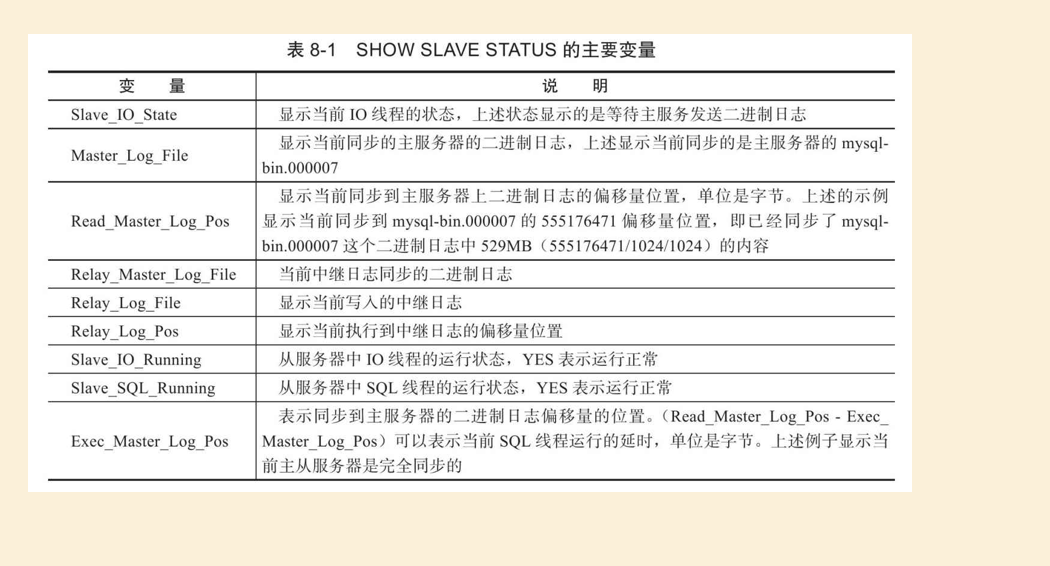 表 8-1 SHOW SLAVE STATUS 的主要变量
变 量 说 明
Slave_IO_State 显示当前 IO 线程的状态，上述状态显示的是等待主服务发送二进制日志
Master_Log_File 显示当前同步的主服务器的二进制日志，上述显示当前同步的是主服务器的 mysql-
bin.000007
Read_Master_Log_Pos 显示当前同步到主服务器上二进制日志的偏移量位置，单位是字节。上述的示例
显示当前同步到 mysql-bin.000007 的 555176471 偏移量位置，即已经同步了 mysql-
bin.000007 这个二进制日志中 529MB（555176471/1024/1024）的内容
Relay_Master_Log_File 当前中继日志同步的二进制日志
Relay_Log_File 显示当前写入的中继日志
Relay_Log_Pos 显示当前执行到中继日志的偏移量位置
Slave_IO_Running 从服务器中 IO 线程的运行状态，YES 表示运行正常
Slave_SQL_Running 从服务器中 SQL 线程的运行状态，YES 表示运行正常
Exec_Master_Log_Pos 表示同步到主服务器的二进制日志偏移量的位置。（Read_Master_Log_Pos - Exec_
Master_Log_Pos）可以表示当前 SQL 线程运行的延时，单位是字节。上述例子显示当
前主从服务器是完全同步的